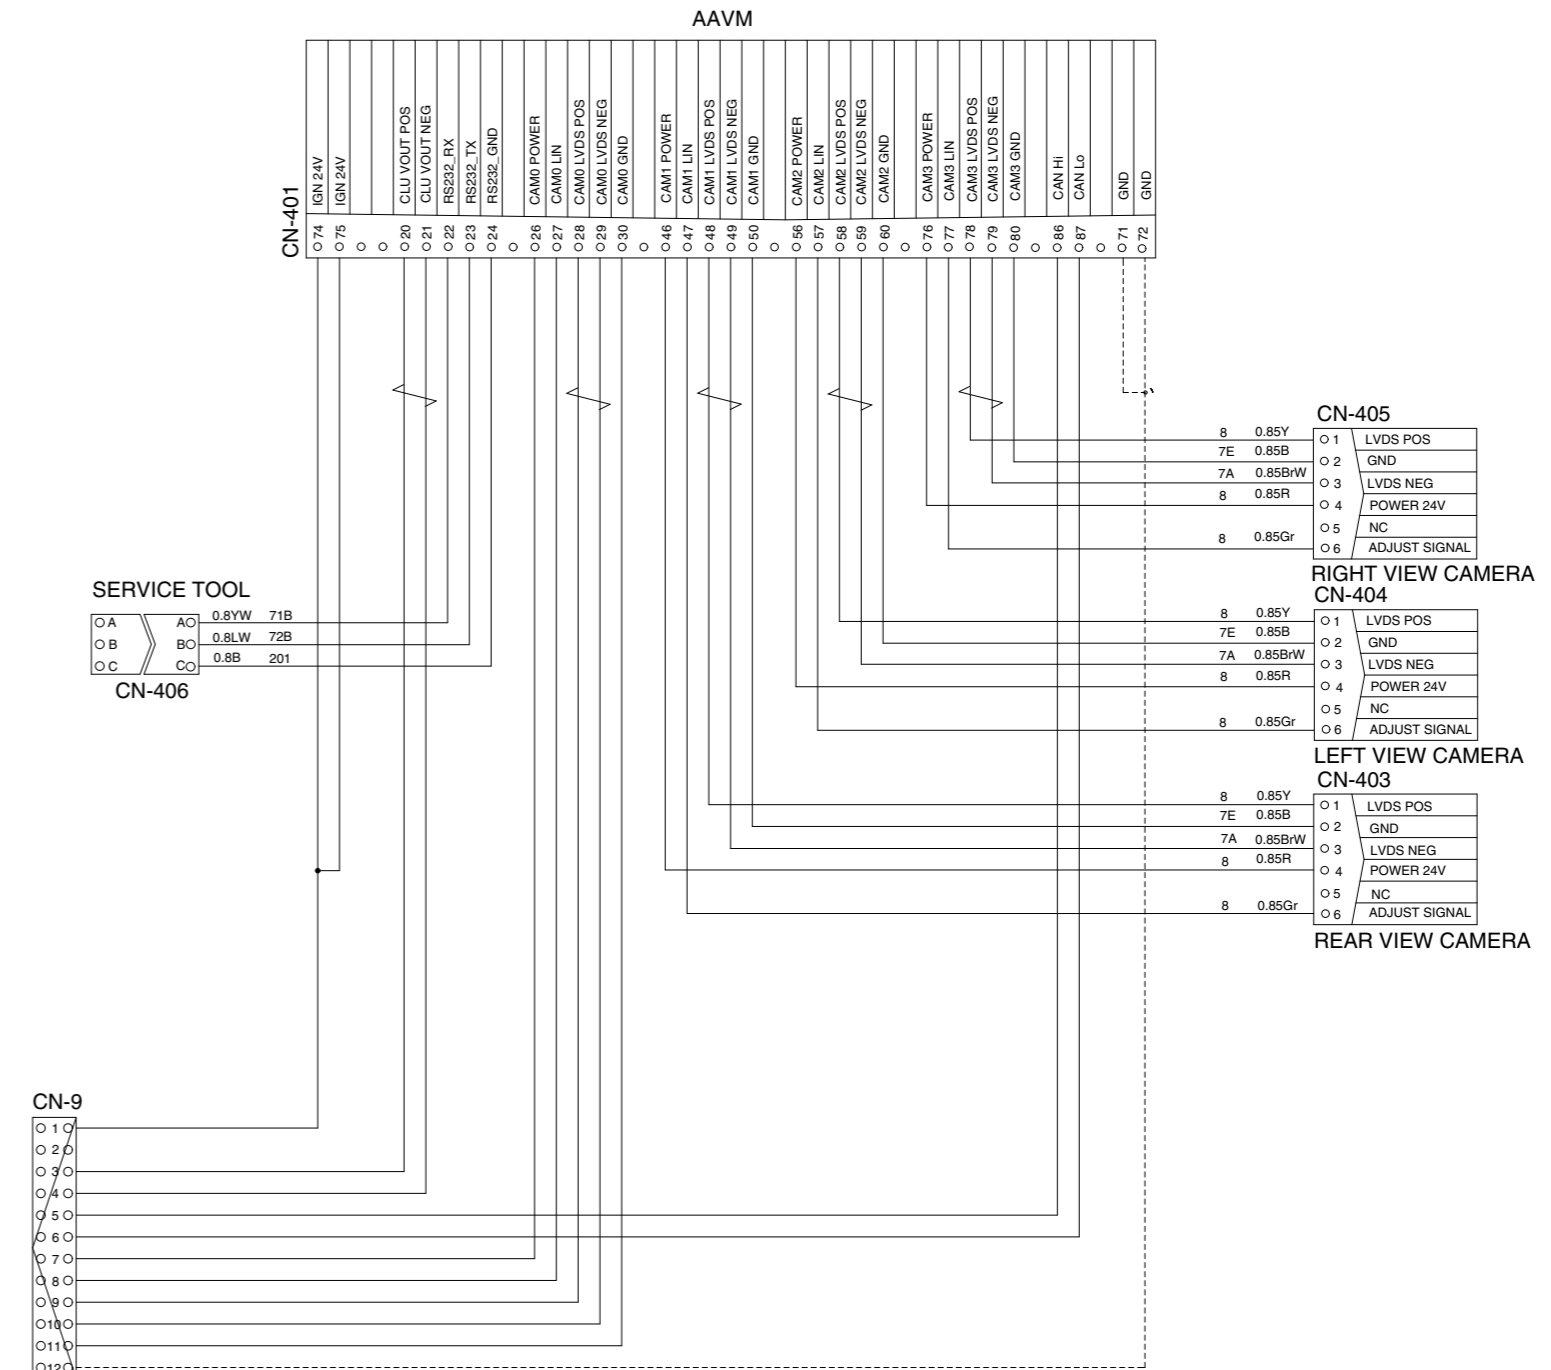 AAVM
CN-401
IGN 24V
IGN 24V
CLU VOUT POS
CLU VOUT NEG
RS232_RX
RS232_TX
RS232_GND
CAM0 POWER
CAM0 LIN
CAM0 LVDS POS
CAM0 LVDS NEG
CAM0 GND
CAM1 POWER
CAM1 LIN
CAM1 LVDS POS
CAM1 LVDS NEG
CAM1 GND
CAM2 POWER
CAM2 LIN
CAM2 LVDS POS
CAM2 LVDS NEG
CAM2 GND
CAM3 POWER
CAM3 LIN
CAM3 LVDS POS
CAM3 LVDS NEG
CAM3 GND
CAN Hi
CAN Lo
GND
GND
74 75 20 21 22 23 24 26 27 28 29 30 46 47 48 49 50 56 57 58 59 60 76 77 78 79 80 86 87 71 72
CN-405
8 0.85Y 1 LVDS POS
7E 0.85B 2 GND
7A 0.85BrW 3 LVDS NEG
8 0.85R 4 POWER 24V
5 NC
8 0.85Gr 6 ADJUST SIGNAL
RIGHT VIEW CAMERA
CN-404
8 0.85Y 1 LVDS POS
7E 0.85B 2 GND
7A 0.85BrW 3 LVDS NEG
8 0.85R 4 POWER 24V
5 NC
8 0.85Gr 6 ADJUST SIGNAL
LEFT VIEW CAMERA
SERVICE TOOL
A A 0.8YW 71B
B B 0.8LW 72B
C C 0.8B 201
CN-406
CN-403
8 0.85Y 1 LVDS POS
7E 0.85B 2 GND
7A 0.85BrW 3 LVDS NEG
8 0.85R 4 POWER 24V
5 NC
8 0.85Gr 6 ADJUST SIGNAL
REAR VIEW CAMERA
CN-9
1
2
3
4
5
6
7
8
9
10
11
12